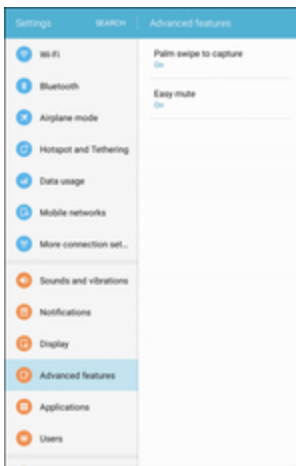 Settings
SEARCH
Wi-Fi
Bluetooth
Airplane mode
Hotspot and Tethering
Data usage
Mobile networks
More connection set...
Sounds and vibrations
Notifications
Display
Advanced features
Applications
Users
Advanced features
Palm swipe to capture
On
Easy mute
On